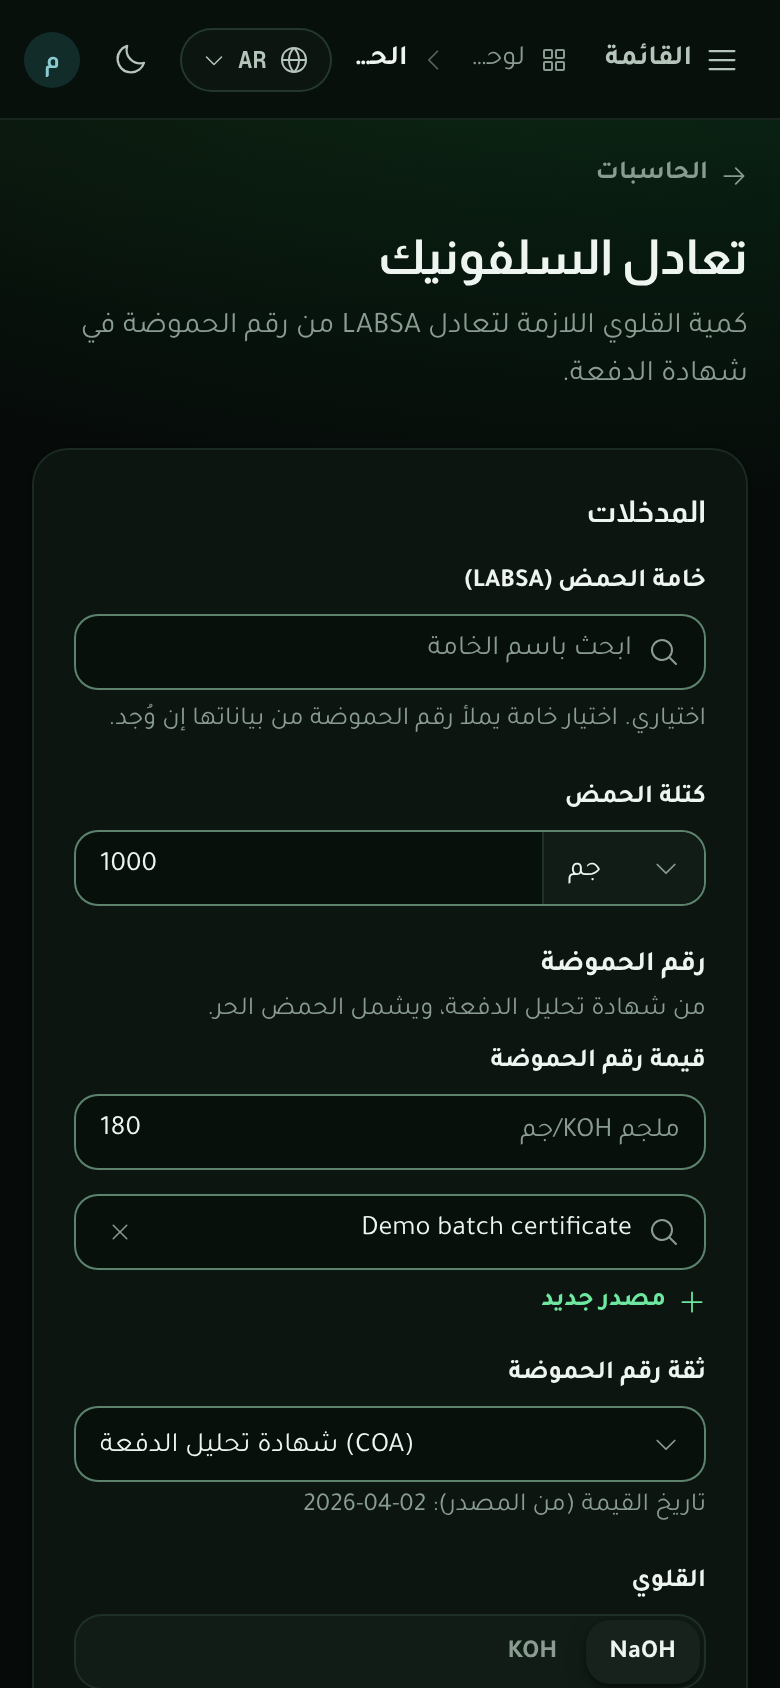 القائمة
لوحـ...
الحـ...
AR
م
الحاسبات
تعادل السلفونيك
كمية القلوي اللازمة لتعادل LABSA من رقم الحموضة في
شهادة الدفعة.
المدخلات
خامة الحمض (LABSA)
ابحث باسم الخامة
اختياري. اختيار خامة يملأ رقم الحموضة من بياناتها إن وُجد.
كتلة الحمض
جم
1000
رقم الحموضة
من شهادة تحليل الدفعة، ويشمل الحمض الحر.
قيمة رقم الحموضة
ملجم KOH/جم
180
Demo batch certificate
مصدر جديد
ثقة رقم الحموضة
شهادة تحليل الدفعة (COA)
تاريخ القيمة (من المصدر): 2026-04-02
القلوي
NaOH
KOH